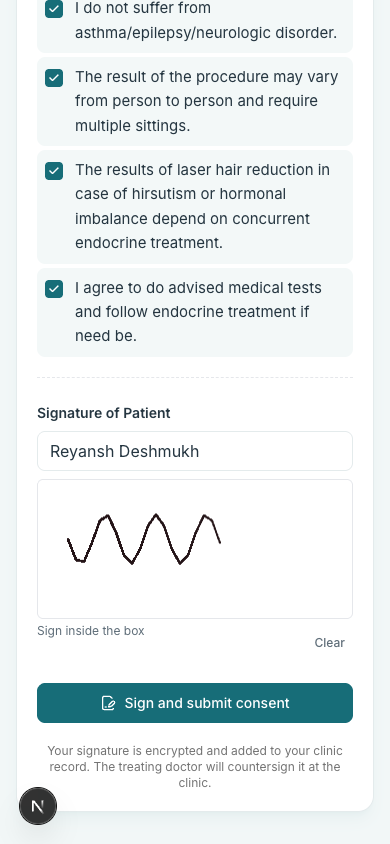 I do not suffer from
asthma/epilepsy/neurologic disorder.
The result of the procedure may vary
from person to person and require
multiple sittings.
The results of laser hair reduction in
case of hirsutism or hormonal
imbalance depend on concurrent
endocrine treatment.
I agree to do advised medical tests
and follow endocrine treatment if
need be.
Signature of Patient
Reyansh Deshmukh
Sign inside the box
Clear
Sign and submit consent
Your signature is encrypted and added to your clinic
record. The treating doctor will countersign it at the
clinic.
N